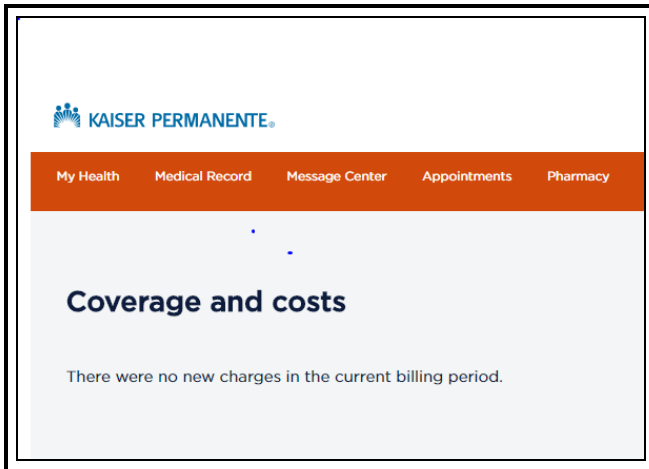 KAISER PERMANENTE®
My Health Medical Record Message Center Appointments Pharmacy
Coverage and costs
There were no new charges in the current billing period.